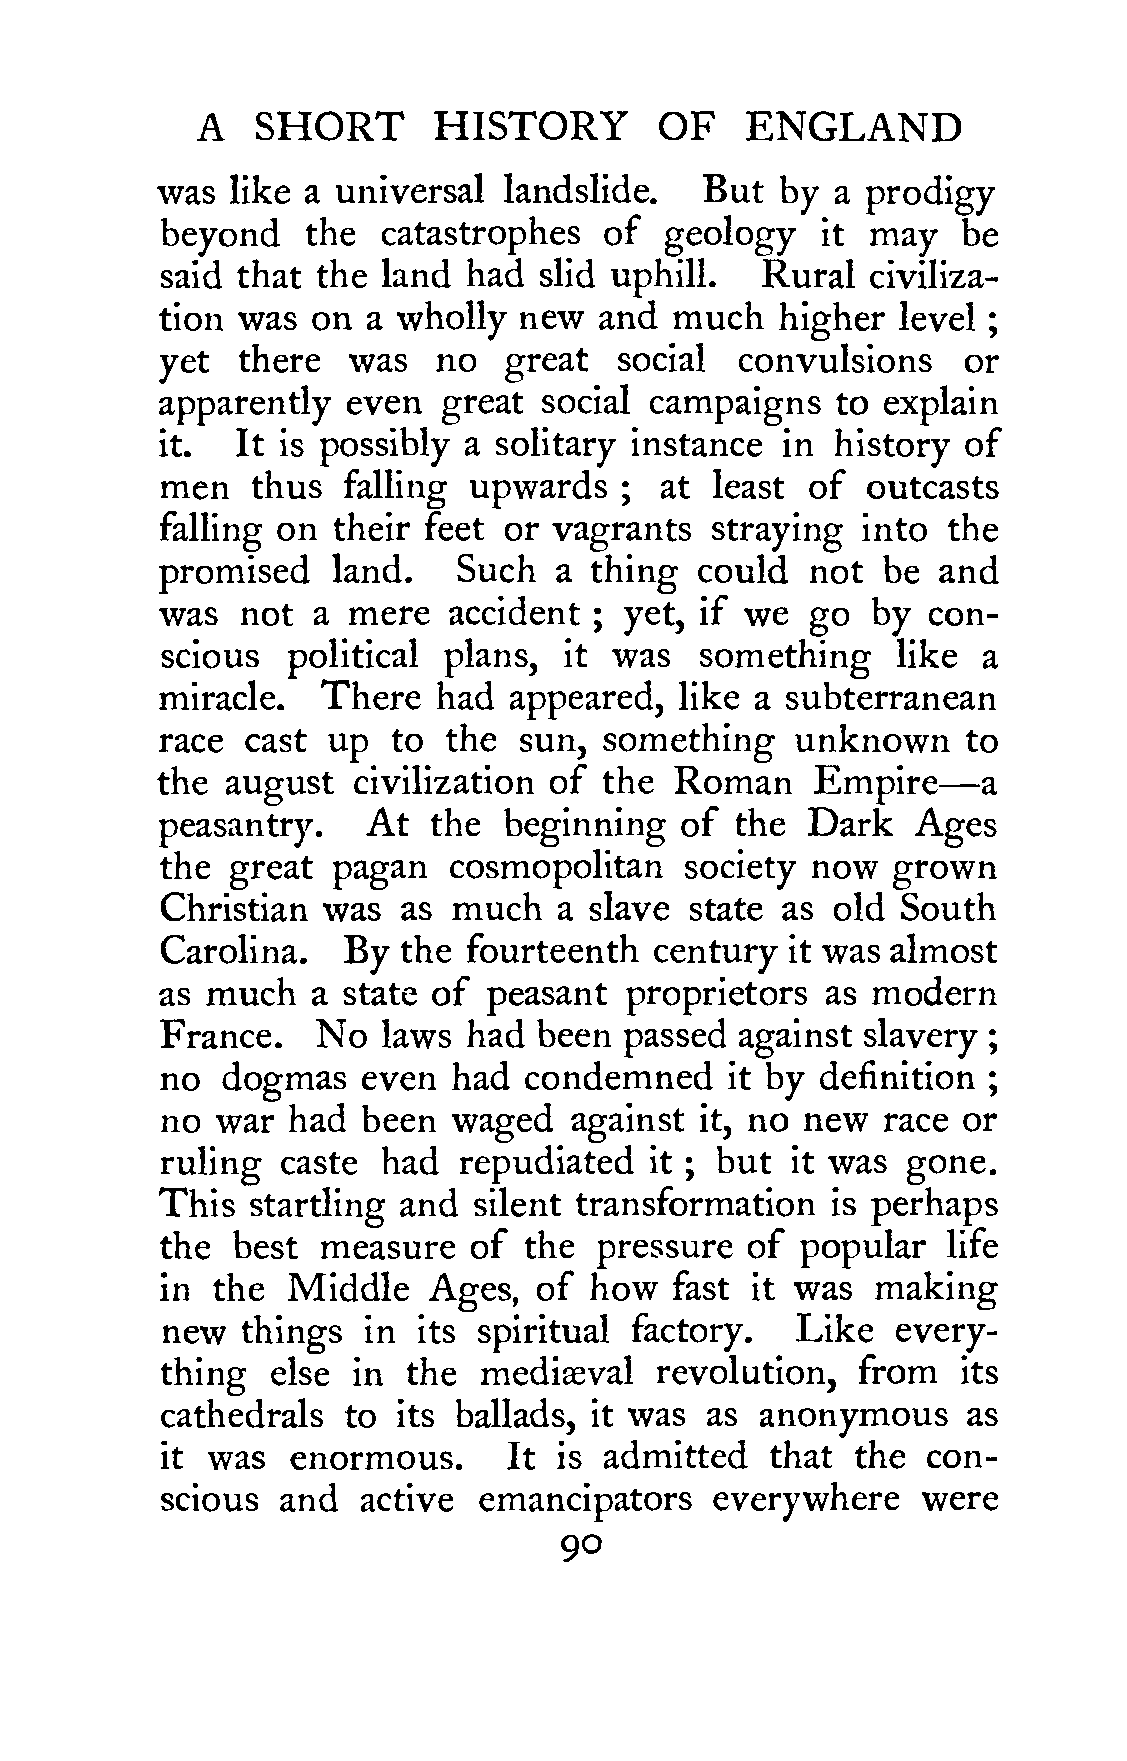 A SHORT HISTORY OF ENGLAND
was like a universal landslide. But by a prodigy
beyond the catastrophes of geology it may be
said that the land had slid uphill. Rural civiliza-
tion was on a wholly new and much higher level ;
yet there was no great social convulsions or
apparently even great social campaigns to explain
it. It is possibly a solitary instance in history of
men thus falling upwards ; at least of outcasts
falling on their feet or vagrants straying into the
promised land. Such a thing could not be and
was not a mere accident ; yet, if we go by con-
scious political plans, it was something like a
miracle. There had appeared, like a subterranean
race cast up to the sun, something unknown to
the august civilization of the Roman Empire—a
peasantry. At the beginning of the Dark Ages
the great pagan cosmopolitan society now grown
Christian was as much a slave state as old South
Carolina. By the fourteenth century it was almost
as much a state of peasant proprietors as modern
France. No laws had been passed against slavery ;
no dogmas even had condemned it by definition ;
no war had been waged against it, no new race or
ruling caste had repudiated it ; but it was gone.
This startling and silent transformation is perhaps
the best measure of the pressure of popular life
in the Middle Ages, of how fast it was making
new things in its spiritual factory. Like every-
thing else in the mediæval revolution, from its
cathedrals to its ballads, it was as anonymous as
it was enormous. It is admitted that the con-
scious and active emancipators everywhere were
90